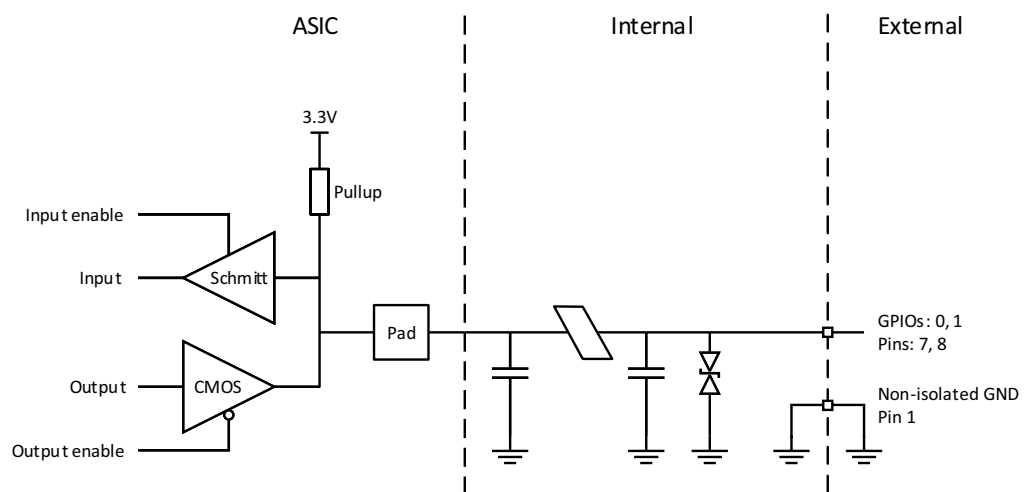 ASIC
Internal
External
3.3V
Pullup
Input enable
Input
Schmitt
Pad
GPIOs: 0, 1
Pins: 7, 8
Output
CMOS
Non-isolated GND
Pin 1
Output enable